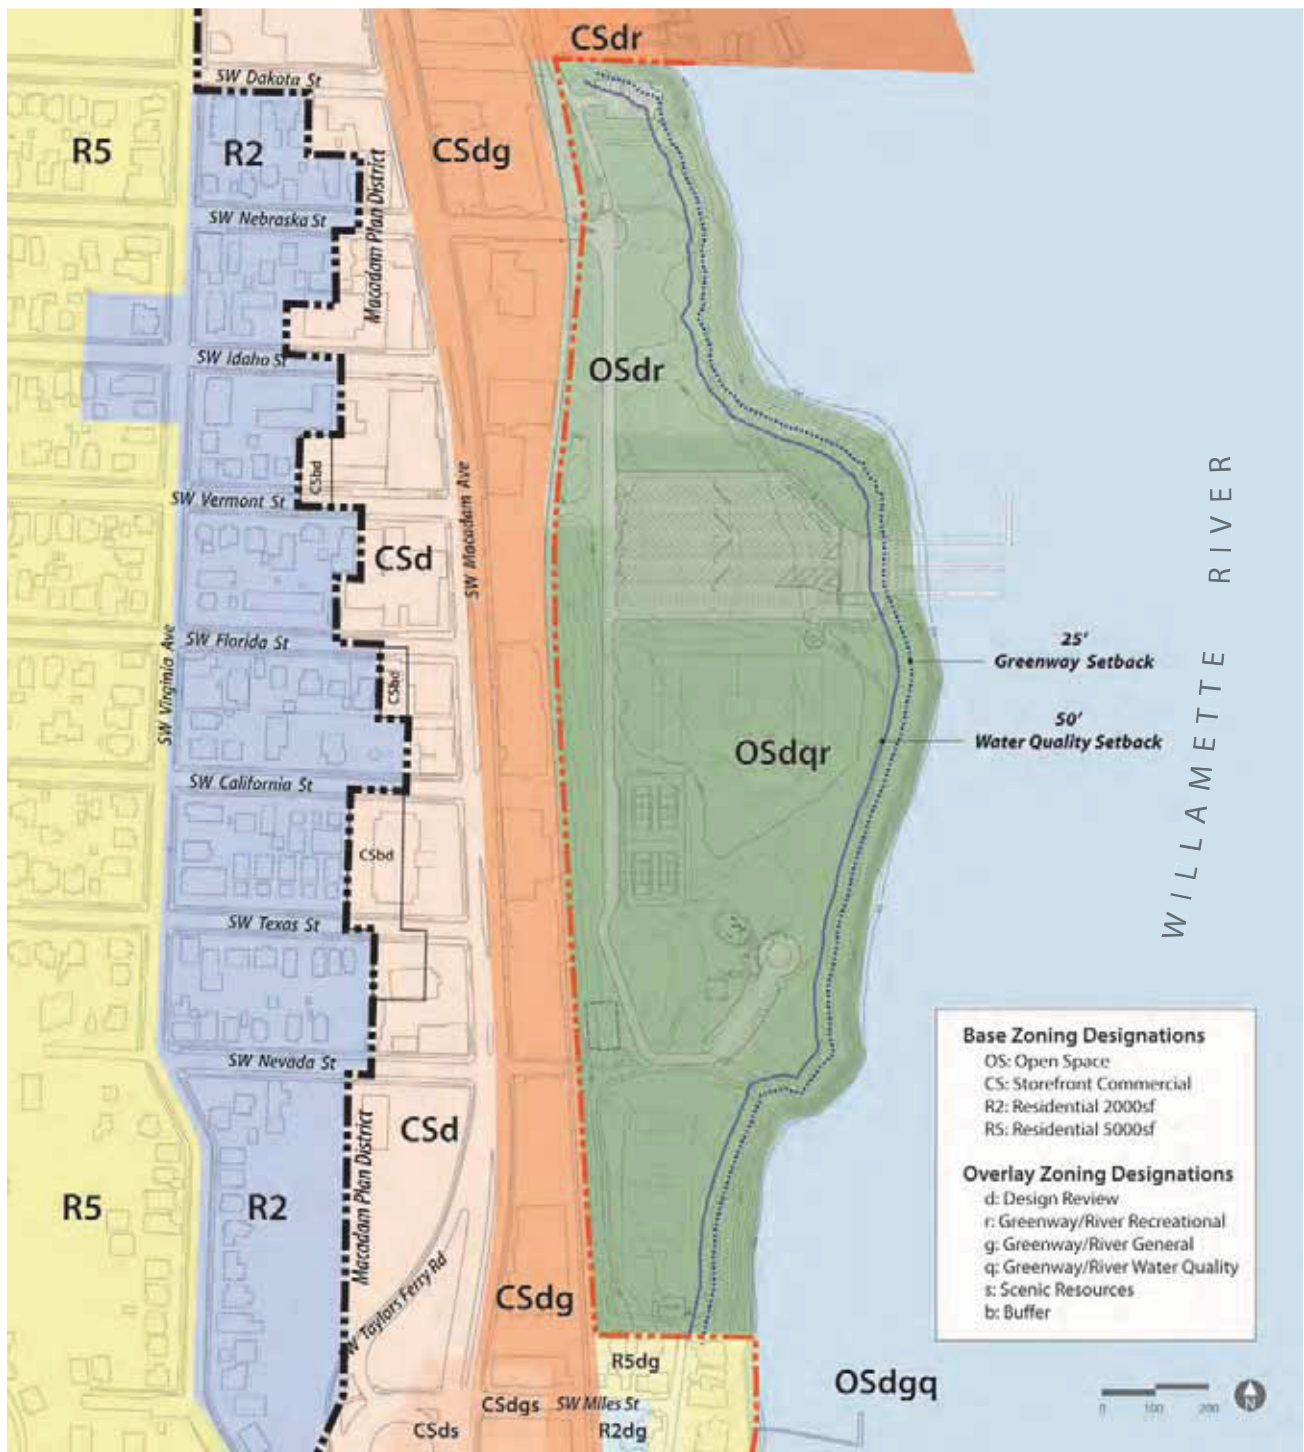 CSdr
SW Dakota St
R5
R2
CSdg
Macadam Plan District
SW Nebraska St
SW Idaho St
OSdr
CSbd
SW Vermont St
SW Macadam Ave
CSd
WILLAMETTE RIVER
SW Virginia Ave
SW Florida St
25'
Greenway Setback
CSbd
50'
Water Quality Setback
OSdqr
SW California St
CSbd
SW Texas St
SW Nevada St
Base Zoning Designations
OS: Open Space
CS: Storefront Commercial
R2: Residential 2000sf
R5: Residential 5000sf
Overlay Zoning Designations
d: Design Review
r: Greenway/River Recreational
g: Greenway/River General
q: Greenway/River Water Quality
s: Scenic Resources
b: Buffer
CSd
Macadam Plan District
R5
R2
W Taylors Ferry Rd
CSdg
R5dg
OSdgq
CSdgs
SW Miles St
CSds
R2dg
0 100 200
N